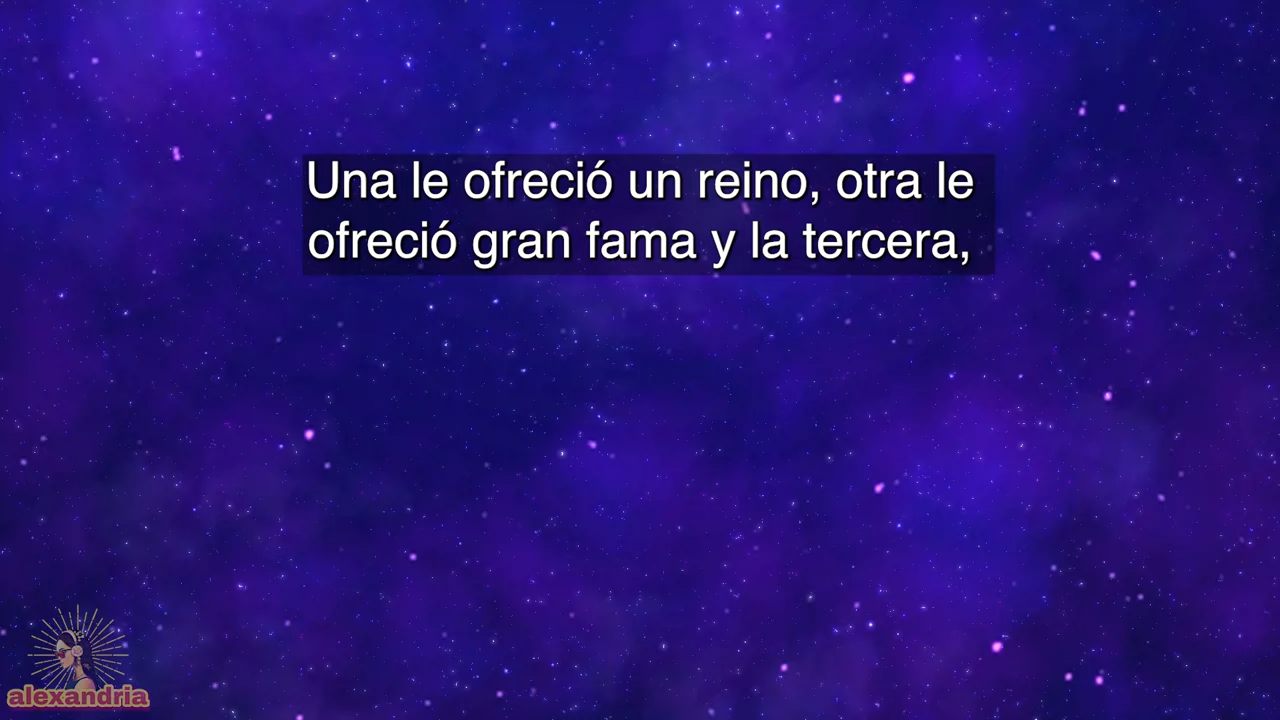 Una le ofreció un reino, otra le
ofreció gran fama y la tercera,
alexandria